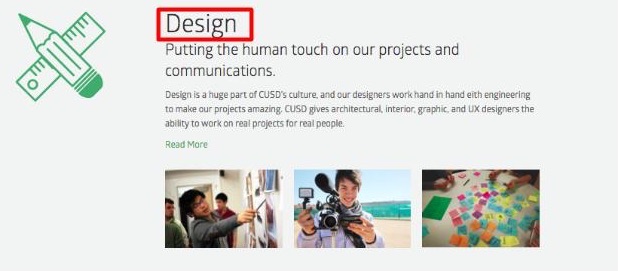 Design
Putting the human touch on our projects and
communications.
Design is a huge part of CUSD's culture, and our designers work hand in hand eith engineering
to make our projects amazing. CUSD gives architectural, interior, graphic, and UX designers the
ability to work on real projects for real people.
Read More